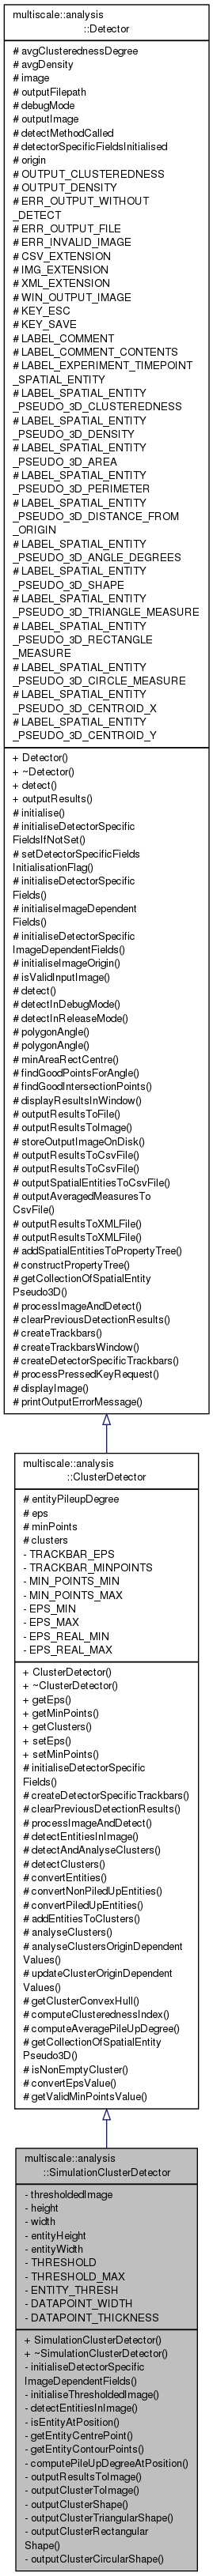 multiscale::analysis
::Detector
# avgClusterednessDegree
# avgDensity
# image
# outputFilepath
# debugMode
# outputImage
# detectMethodCalled
# detectorSpecificFieldsInitialised
# origin
# OUTPUT_CLUSTEREDNESS
# OUTPUT_DENSITY
# ERR_OUTPUT_WITHOUT
_DETECT
# ERR_OUTPUT_FILE
# ERR_INVALID_IMAGE
# CSV_EXTENSION
# IMG_EXTENSION
# XML_EXTENSION
# WIN_OUTPUT_IMAGE
# KEY_ESC
# KEY_SAVE
# LABEL_COMMENT
# LABEL_COMMENT_CONTENTS
# LABEL_EXPERIMENT_TIMEPOINT
_SPATIAL_ENTITY
# LABEL_SPATIAL_ENTITY
_PSEUDO_3D_CLUSTEREDNESS
# LABEL_SPATIAL_ENTITY
_PSEUDO_3D_DENSITY
# LABEL_SPATIAL_ENTITY
_PSEUDO_3D_AREA
# LABEL_SPATIAL_ENTITY
_PSEUDO_3D_PERIMETER
# LABEL_SPATIAL_ENTITY
_PSEUDO_3D_DISTANCE_FROM
_ORIGIN
# LABEL_SPATIAL_ENTITY
_PSEUDO_3D_ANGLE_DEGREES
# LABEL_SPATIAL_ENTITY
_PSEUDO_3D_SHAPE
# LABEL_SPATIAL_ENTITY
_PSEUDO_3D_TRIANGLE_MEASURE
# LABEL_SPATIAL_ENTITY
_PSEUDO_3D_RECTANGLE
_MEASURE
# LABEL_SPATIAL_ENTITY
_PSEUDO_3D_CIRCLE_MEASURE
# LABEL_SPATIAL_ENTITY
_PSEUDO_3D_CENTROID_X
# LABEL_SPATIAL_ENTITY
_PSEUDO_3D_CENTROID_Y
+ Detector()
+ ~Detector()
+ detect()
+ outputResults()
# initialise()
# initialiseDetectorSpecific
FieldsIfNotSet()
# setDetectorSpecificFields
InitialisationFlag()
# initialiseDetectorSpecific
Fields()
# initialiseImageDependent
Fields()
# initialiseDetectorSpecific
ImageDependentFields()
# initialiseImageOrigin()
# isValidInputImage()
# detect()
# detectInDebugMode()
# detectInReleaseMode()
# polygonAngle()
# polygonAngle()
# minAreaRectCentre()
# findGoodPointsForAngle()
# findGoodIntersectionPoints()
# displayResultsInWindow()
# outputResultsToFile()
# outputResultsToImage()
# storeOutputImageOnDisk()
# outputResultsToCsvFile()
# outputResultsToCsvFile()
# outputSpatialEntitiesToCsvFile()
# outputAveragedMeasuresTo
CsvFile()
# outputResultsToXMLFile()
# outputResultsToXMLFile()
# addSpatialEntitiesToPropertyTree()
# constructPropertyTree()
# getCollectionOfSpatialEntity
Pseudo3D()
# processImageAndDetect()
# clearPreviousDetectionResults()
# createTrackbars()
# createTrackbarsWindow()
# createDetectorSpecificTrackbars()
# processPressedKeyRequest()
# displayImage()
# printOutputErrorMessage()
multiscale::analysis
::ClusterDetector
# entityPileupDegree
# eps
# minPoints
# clusters
- TRACKBAR_EPS
- TRACKBAR_MINPOINTS
- MIN_POINTS_MIN
- MIN_POINTS_MAX
- EPS_MIN
- EPS_MAX
- EPS_REAL_MIN
- EPS_REAL_MAX
+ ClusterDetector()
+ ~ClusterDetector()
+ getEps()
+ getMinPoints()
+ getClusters()
+ setEps()
+ setMinPoints()
# initialiseDetectorSpecific
Fields()
# createDetectorSpecificTrackbars()
# clearPreviousDetectionResults()
# processImageAndDetect()
# detectEntitiesInImage()
# detectAndAnalyseClusters()
# detectClusters()
# convertEntities()
# convertNonPiledUpEntities()
# convertPiledUpEntities()
# addEntitiesToClusters()
# analyseClusters()
# analyseClustersOriginDependent
Values()
# updateClusterOriginDependent
Values()
# getClusterConvexHull()
# computeClusterednessIndex()
# computeAveragePileUpDegree()
# getCollectionOfSpatialEntity
Pseudo3D()
# isNonEmptyCluster()
# convertEpsValue()
# getValidMinPointsValue()
multiscale::analysis
::SimulationClusterDetector
- thresholdedImage
- height
- width
- entityHeight
- entityWidth
- THRESHOLD
- THRESHOLD_MAX
- ENTITY_THRESH
- DATAPOINT_WIDTH
- DATAPOINT_THICKNESS
+ SimulationClusterDetector()
+ ~SimulationClusterDetector()
- initialiseDetectorSpecific
ImageDependentFields()
- initialiseThresholdedImage()
- detectEntitiesInImage()
- isEntityAtPosition()
- getEntityCentrePoint()
- getEntityContourPoints()
- computePileUpDegreeAtPosition()
- outputResultsToImage()
- outputClusterToImage()
- outputClusterShape()
- outputClusterTriangularShape()
- outputClusterRectangular
Shape()
- outputClusterCircularShape()